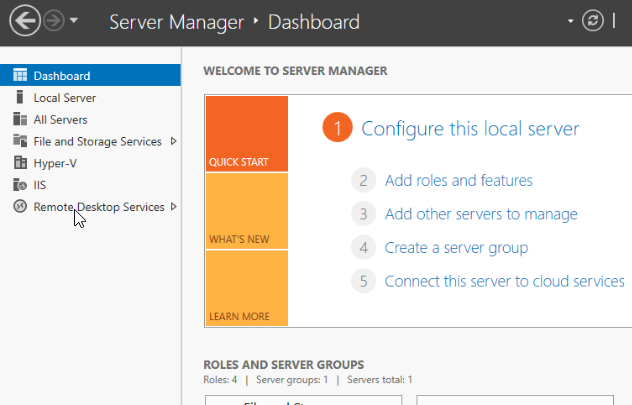 Server Manager ‣ Dashboard
Dashboard
Local Server
All Servers
File and Storage Services
Hyper-V
IIS
Remote Desktop Services
WELCOME TO SERVER MANAGER
QUICK START
WHAT'S NEW
LEARN MORE
1 Configure this local server
2 Add roles and features
3 Add other servers to manage
4 Create a server group
5 Connect this server to cloud services
ROLES AND SERVER GROUPS
Roles: 4 | Server groups: 1 | Servers total: 1